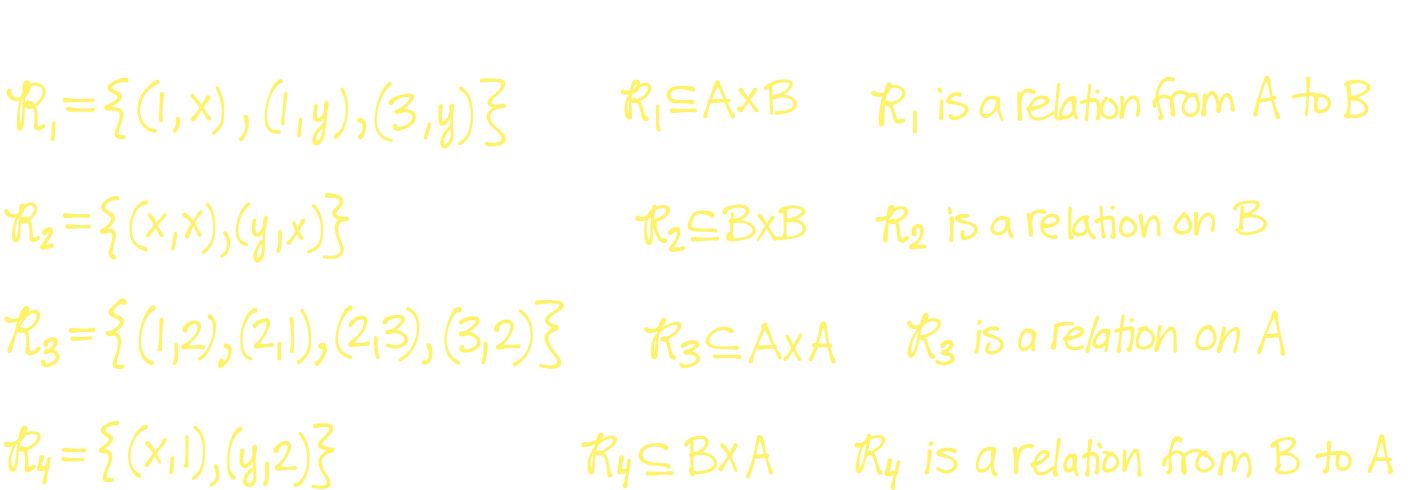 R₁={(1,x),(1,y),(3,y)} R₁⊆A×B R₁ is a relation from A to B
R₂={(x,x),(y,x)} R₂⊆B×B R₂ is a relation on B
R₃={(1,2),(2,1),(2,3),(3,2)} R₃⊆A×A R₃ is a relation on A
R₄={(x,1),(y,2)} R₄⊆B×A R₄ is a relation from B to A